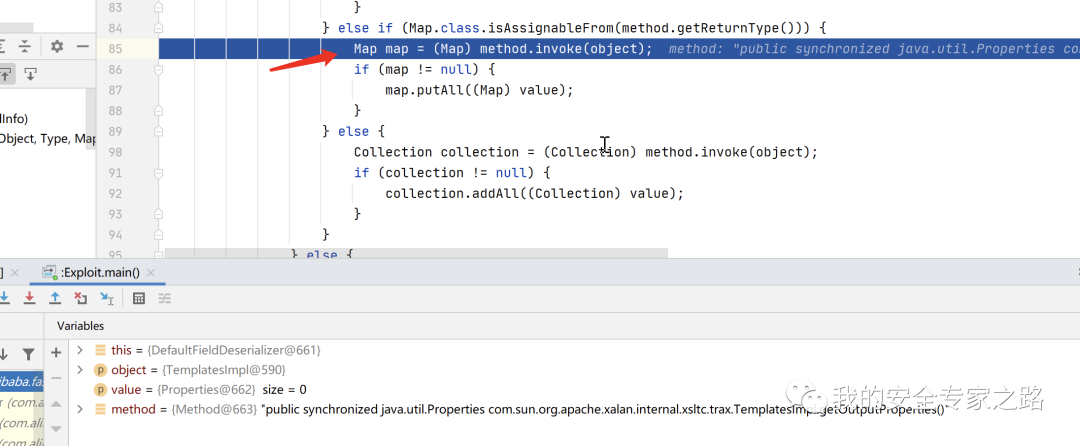 83 }
84 } else if (Map.class.isAssignableFrom(method.getReturnType())) {
85 Map map = (Map) method.invoke(object); method: "public synchronized java.util.Properties co
86 if (map != null) {
lInfo)
87 map.putAll((Map) value);
88 }
89 } else {
Object, Type, Map
90 Collection collection = (Collection) method.invoke(object);
91 if (collection != null) {
92 collection.addAll((Collection) value);
93 }
94 }
95 } else {
] × :Exploit.main() ×
Variables
this = {DefaultFieldDeserializer@661}
object = {TemplatesImpl@590}
ibaba.fas
value = {Properties@662} size = 0
r (com.a
method = {Method@663} "public synchronized java.util.Properties com.sun.org.apache.xalan.internal.xsltc.trax.TemplatesImpl.getOutputProperties()"
(com.ali
(com.ali
我的安全专家之路